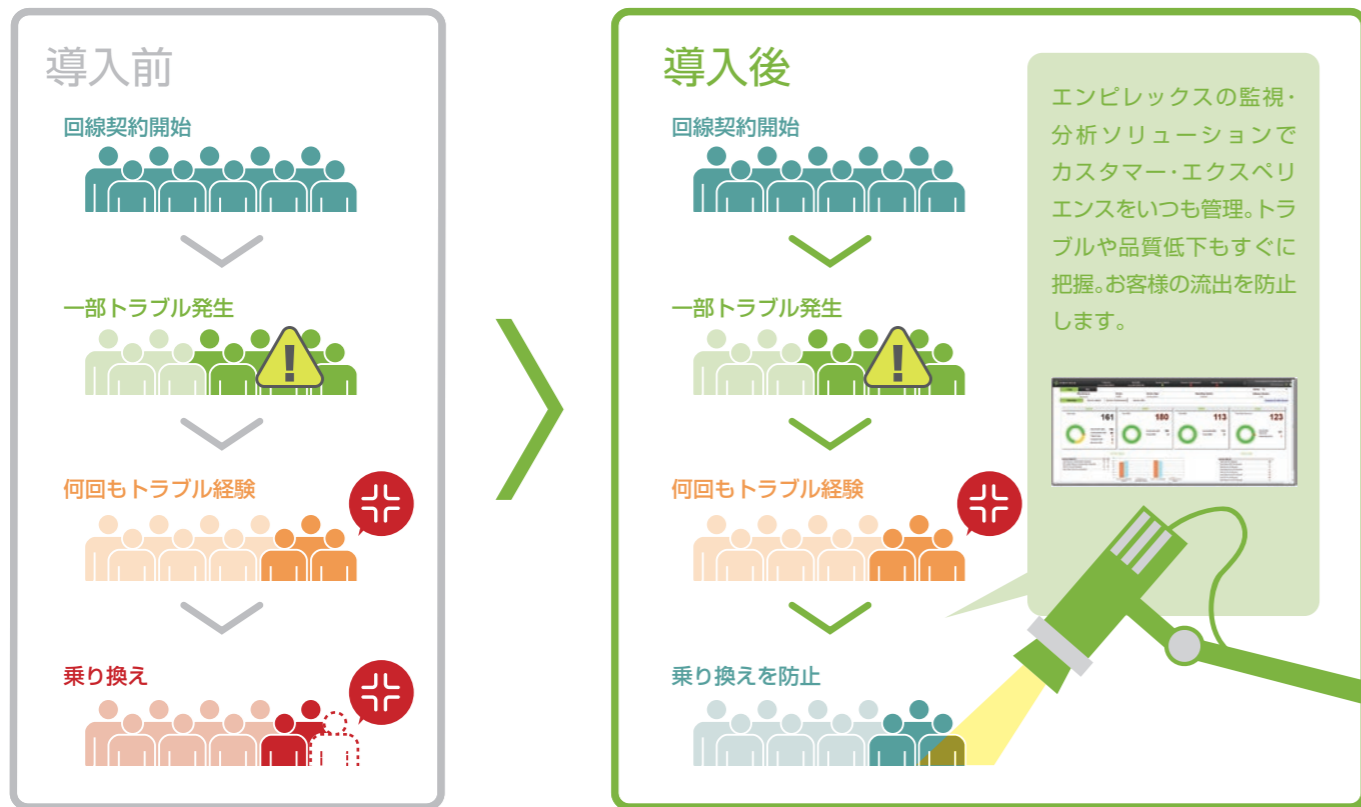 導入前
回線契約開始
一部トラブル発生
何回もトラブル経験
乗り換え
導入後
回線契約開始
一部トラブル発生
何回もトラブル経験
乗り換えを防止
エンピレックスの監視・
分析ソリューションで
カスタマー・エクスペリ
エンスをいつも管理。トラ
ブルや品質低下もすぐに
把握。お客様の流出を防止
します。
161
180
113
123